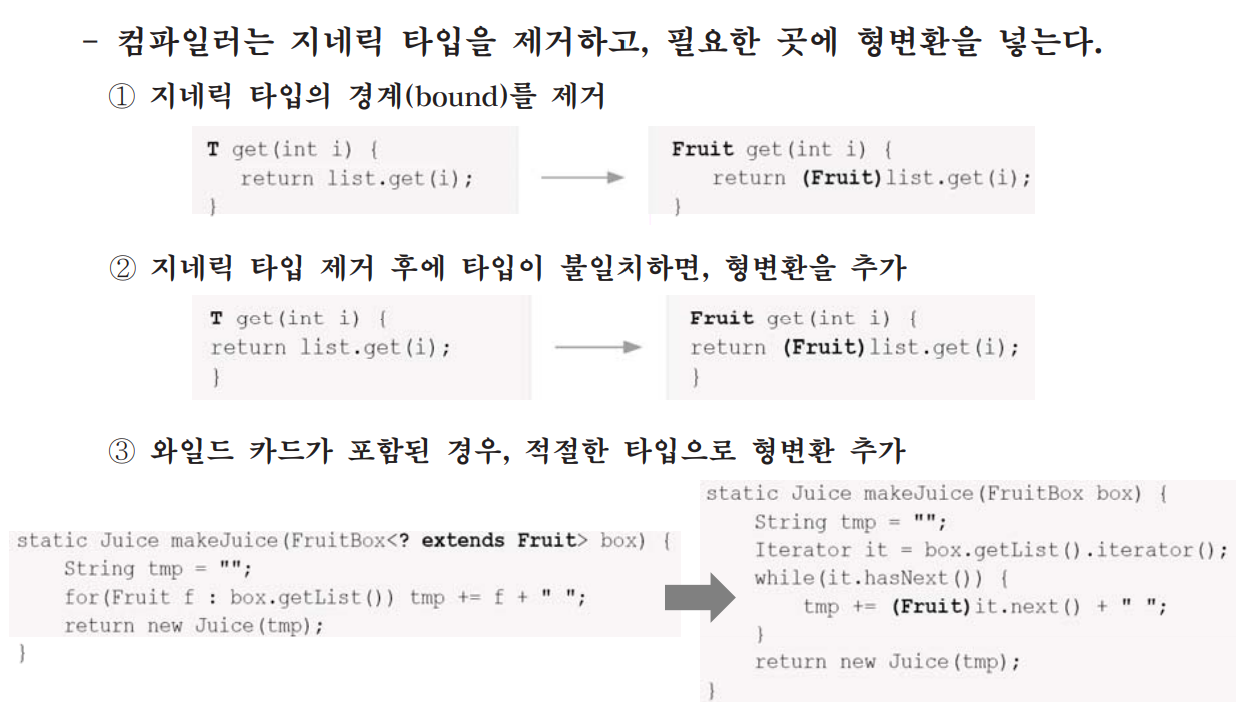 - 컴파일러는 지네릭 타입을 제거하고, 필요한 곳에 형변환을 넣는다.
① 지네릭 타입의 경계(bound)를 제거
T get(int i) {
return list.get(i);
}
Fruit get(int i) {
return (Fruit)list.get(i);
}
② 지네릭 타입 제거 후에 타입이 불일치하면, 형변환을 추가
T get(int i) {
return list.get(i);
}
Fruit get(int i) {
return (Fruit)list.get(i);
}
③ 와일드 카드가 포함된 경우, 적절한 타입으로 형변환 추가
static Juice makeJuice(FruitBox<? extends Fruit> box) {
String tmp = "";
for(Fruit f : box.getList()) tmp += f + " ";
return new Juice(tmp);
}
static Juice makeJuice(FruitBox box) {
String tmp = "";
Iterator it = box.getList().iterator();
while(it.hasNext()) {
tmp += (Fruit)it.next() + " ";
}
return new Juice(tmp);
}